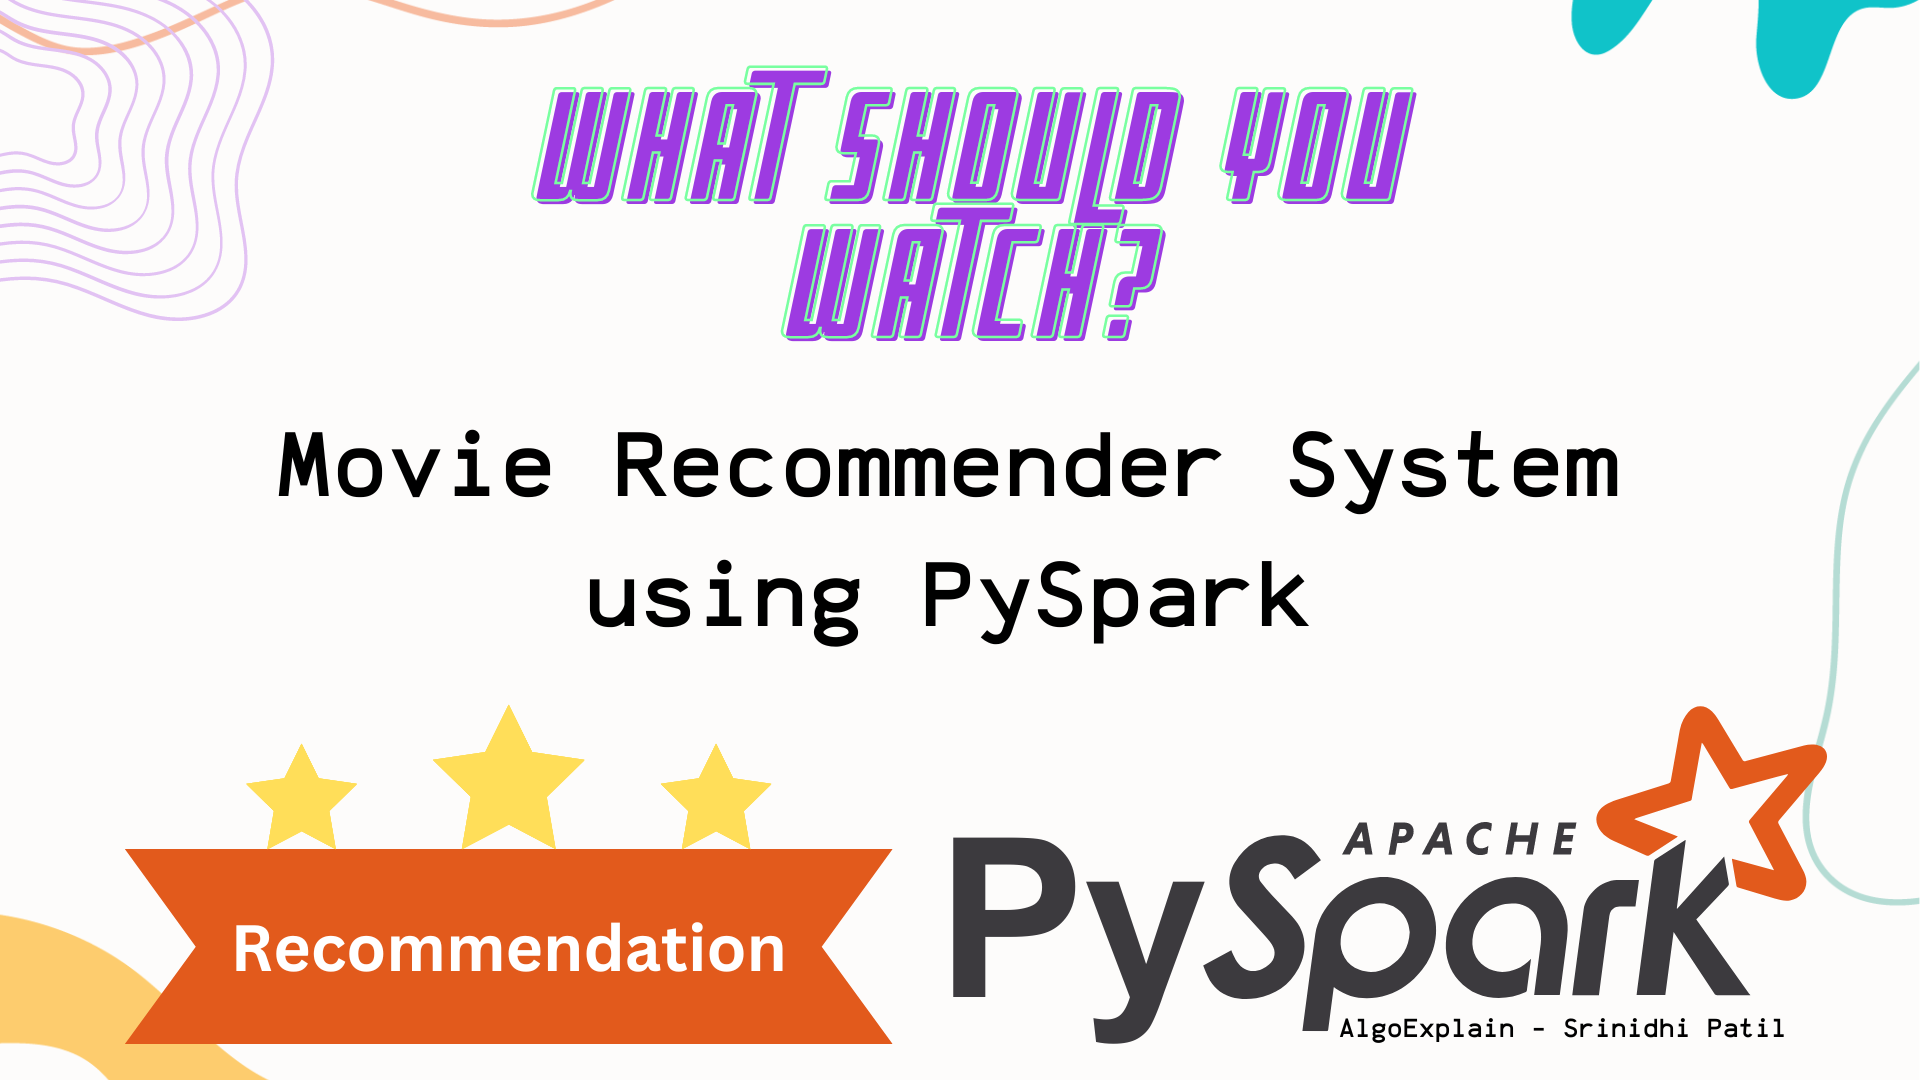 WHAT SHOULD YOU
WATCH?
Movie Recommender System
using PySpark
Recommendation
APACHE
PySpark
AlgoExplain - Srinidhi Patil